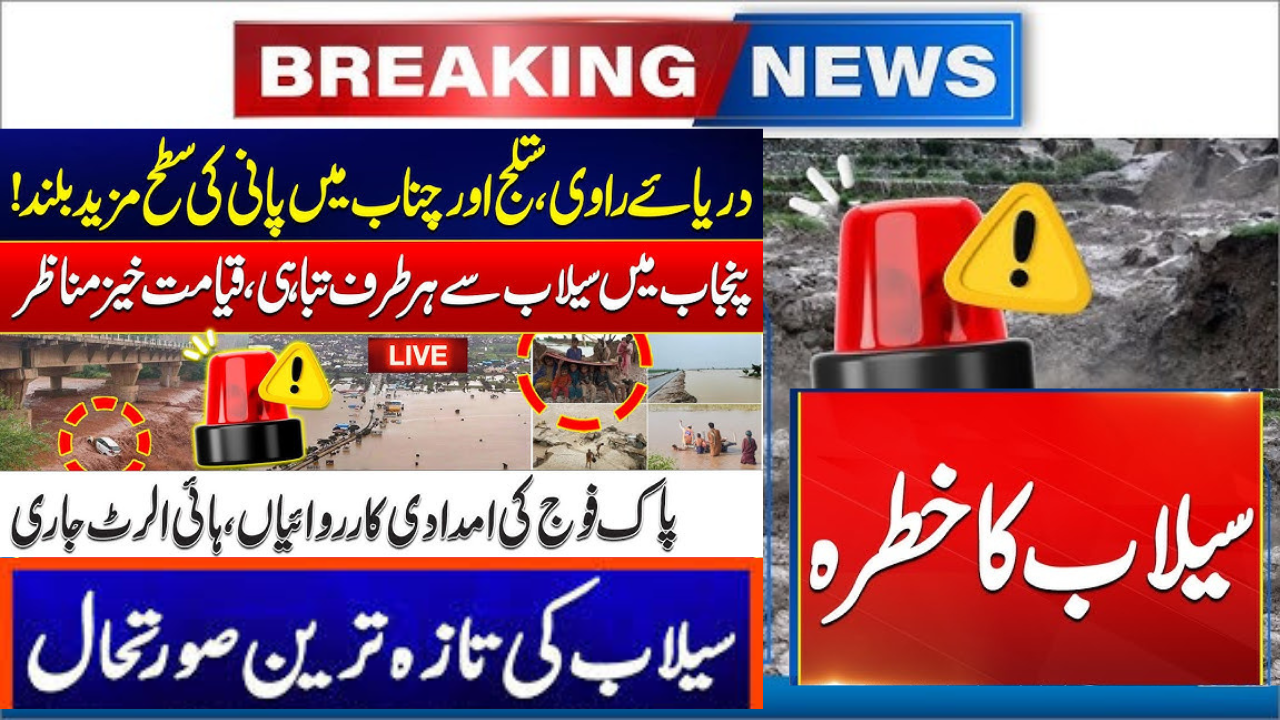 BREAKING NEWS
دریائے راوی، ستلج اور چناب میں پانی کی سطح مزید بلند!
پنجاب میں سیلاب سے ہر طرف تباہی، قیامت خیز مناظر
LIVE
پاک فوج کی امدادی کارروائیاں، ہائی الرٹ جاری
سیلاب کی تازہ ترین صورتحال
سیلاب کا خطرہ